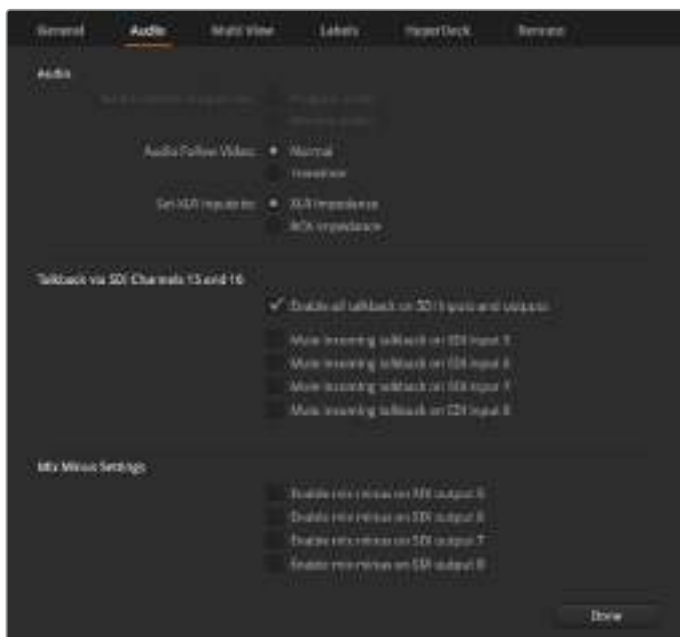 General Audio Multi View Labels HyperDeck Remote
Audio
Audio Follow Video: Normal
Transition
Set XLR inputs to: XLR impedance
RCA impedance
Talkback via SDI Channels 15 and 16
Enable all talkback on SDI inputs and outputs
Mute incoming talkback on SDI input 5
Mute incoming talkback on SDI input 6
Mute incoming talkback on SDI input 7
Mute incoming talkback on SDI input 8
Mix Minus Settings
Enable mix minus on SDI output 5
Enable mix minus on SDI output 6
Enable mix minus on SDI output 7
Enable mix minus on SDI output 8
Done